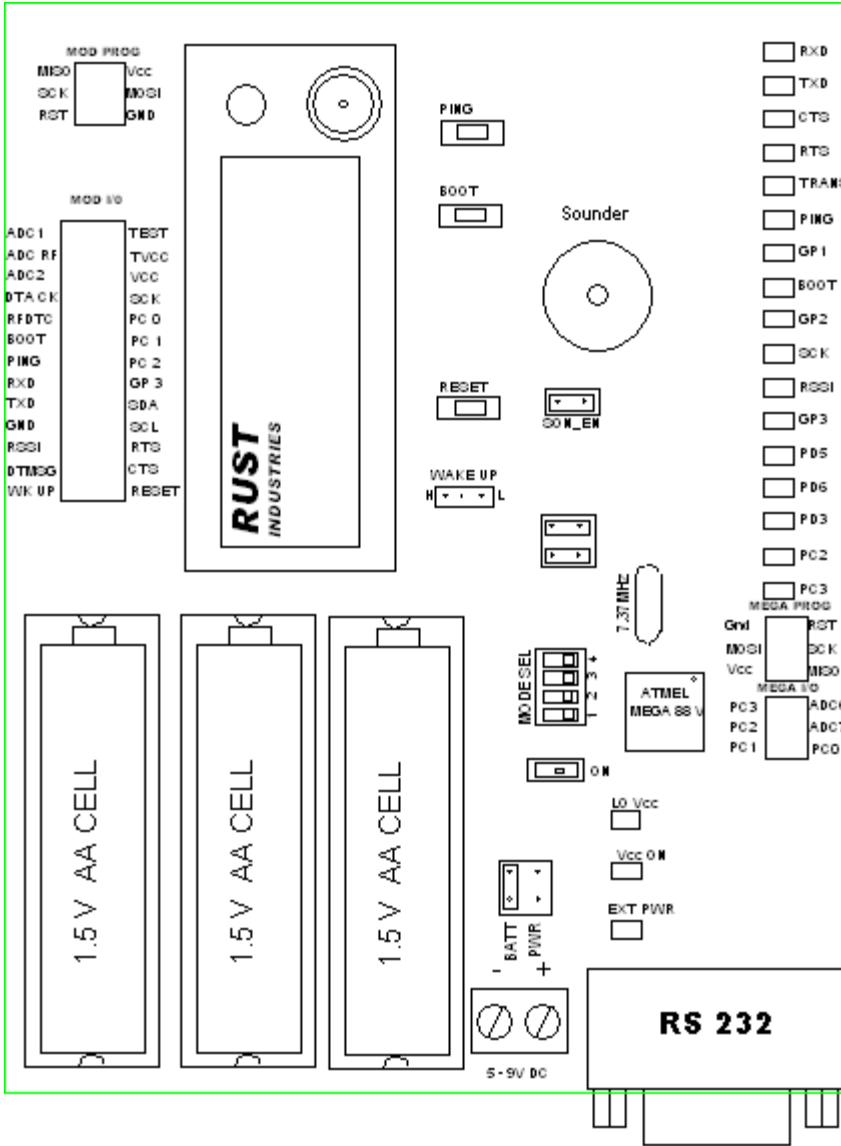 MOD PROG
MISO Vcc
SCK MOSI
RST GND
MOD I/O
ADC1 TEST
ADC RF TVCC
ADC2 VCC
DTACK SCK
RFDTC PC 0
BOOT PC 1
PING PC 2
RXD GP 3
TXD SDA
GND SCL
RSSI RTS
DTMSG CTS
WK UP RESET
RUST
INDUSTRIES
PING
BOOT
Sounder
RESET
SON_EN
WAKE UP
H L
7.37MHz
MODE SEL
4
3
2
1
ATMEL
MEGA 88 V
ON
LO Vcc
Vcc ON
EXT PWR
BATT
PWR
- +
5 - 9V DC
RS 232
1.5 V AA CELL
1.5 V AA CELL
1.5 V AA CELL
RXD
TXD
CTS
RTS
TRANS
PING
GP1
BOOT
GP2
SCK
RSSI
GP3
PD5
PD6
PD3
PC2
PC3
MEGA PROG
Gnd RST
MOSI SCK
Vcc MISO
MEGA I/O
PC3 ADC6
PC2 ADC7
PC1 PC0